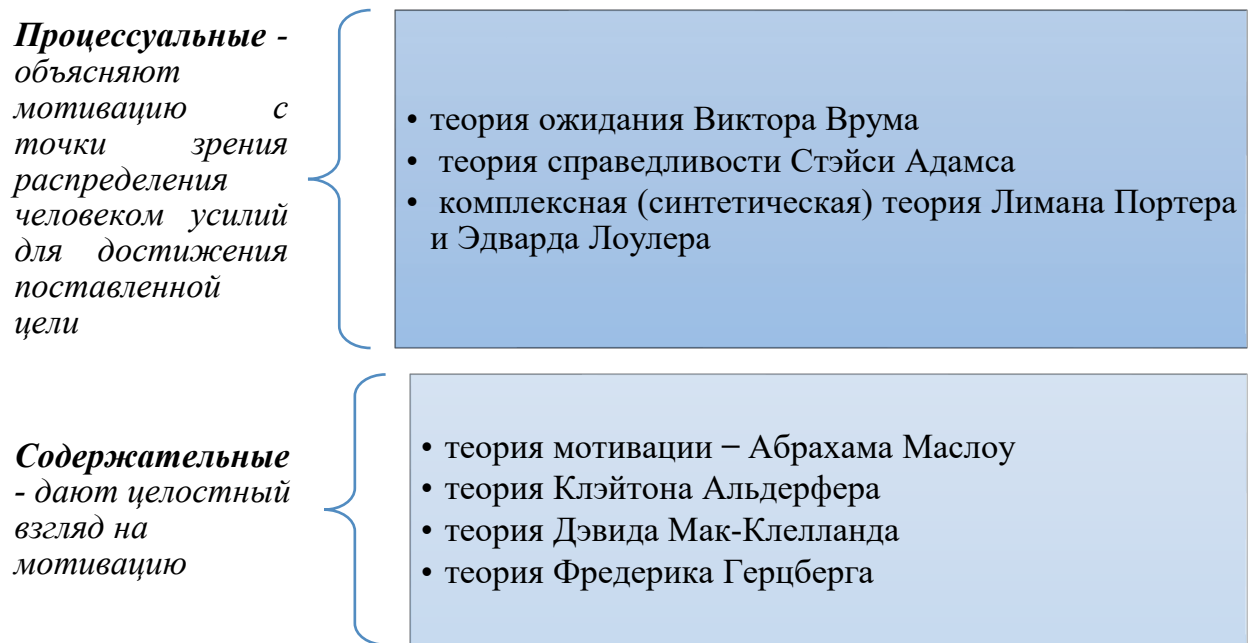 Процессуальные -
объясняют
мотивацию с
точки зрения
распределения
человеком усилий
для достижения
поставленной
цели
• теория ожидания Виктора Врума
• теория справедливости Стэйси Адамса
• комплексная (синтетическая) теория Лимана Портера
и Эдварда Лоулера
Содержательные
- дают целостный
взгляд на
мотивацию
• теория мотивации – Абрахама Маслоу
• теория Клэйтона Альдерфера
• теория Дэвида Мак-Клелланда
• теория Фредерика Герцберга